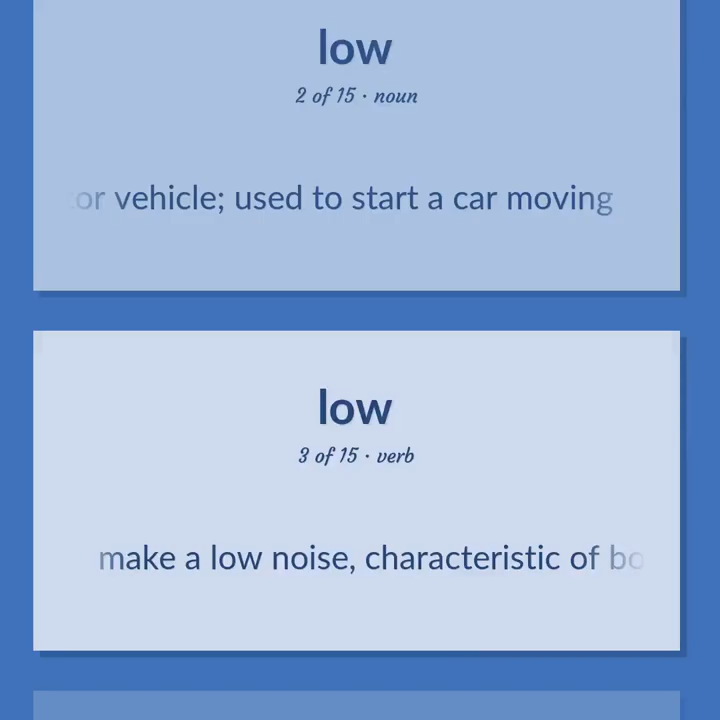 low
2 of 15 · noun
or vehicle; used to start a car moving
low
3 of 15 · verb
make a low noise, characteristic of